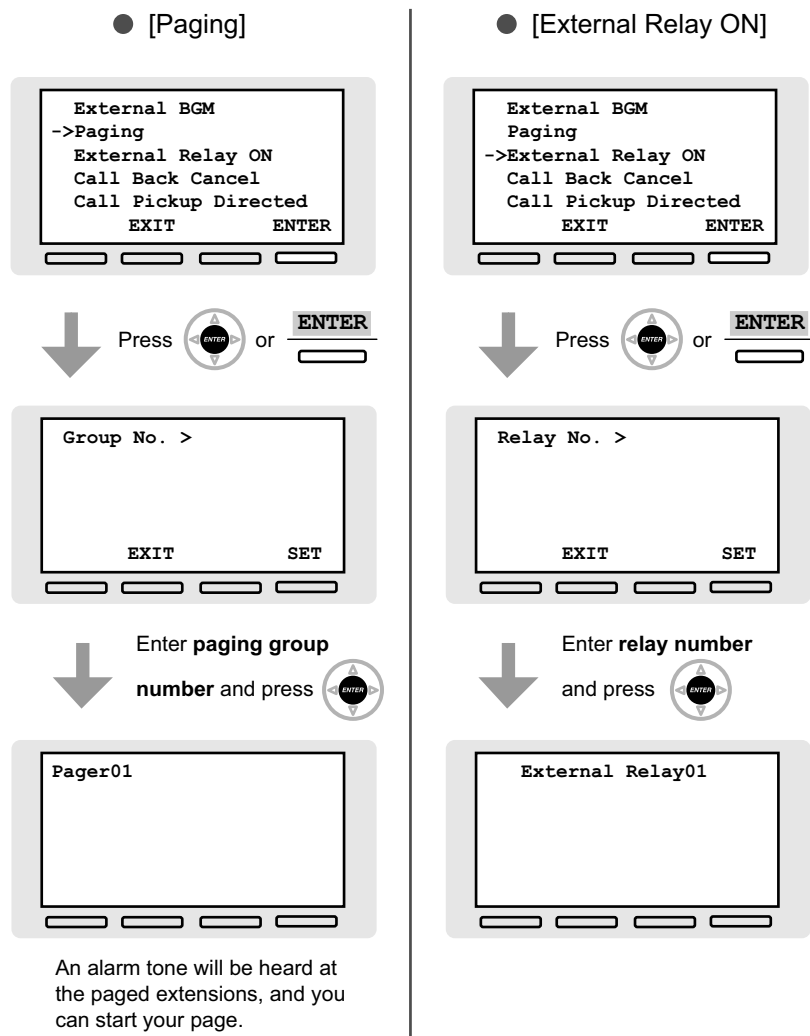 ● [Paging]
External BGM
->Paging
External Relay ON
Call Back Cancel
Call Pickup Directed
EXIT ENTER
Press ENTER or ENTER
Group No. >
EXIT SET
Enter paging group
number and press ENTER
Pager01
An alarm tone will be heard at
the paged extensions, and you
can start your page.
● [External Relay ON]
External BGM
Paging
->External Relay ON
Call Back Cancel
Call Pickup Directed
EXIT ENTER
Press ENTER or ENTER
Relay No. >
EXIT SET
Enter relay number
and press ENTER
External Relay01